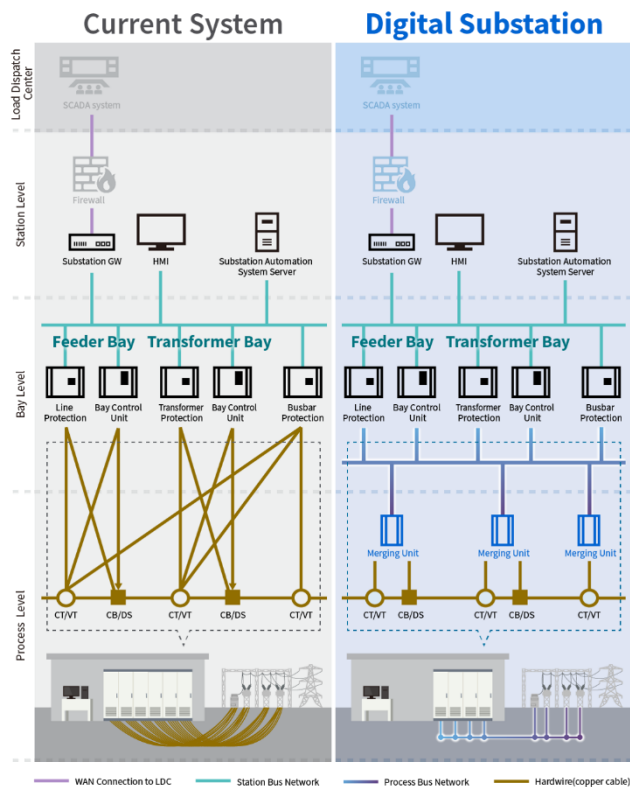 Current System
Digital Substation
Load Dispatch
Center
SCADA system
SCADA system
Station Level
Firewall
Firewall
Substation GW
HMI
Substation Automation
System Server
Substation GW
HMI
Substation Automation
System Server
Bay Level
Feeder Bay
Transformer Bay
Feeder Bay
Transformer Bay
Line
Protection
Bay Control
Unit
Transformer
Protection
Bay Control
Unit
Busbar
Protection
Line
Protection
Bay Control
Unit
Transformer
Protection
Bay Control
Unit
Busbar
Protection
Process Level
Merging Unit
Merging Unit
Merging Unit
CT/VT
CB/DS
CT/VT
CB/DS
CT/VT
CT/VT
CB/DS
CT/VT
CB/DS
CT/VT
WAN Connection to LDC
Station Bus Network
Process Bus Network
Hardwire(copper cable)